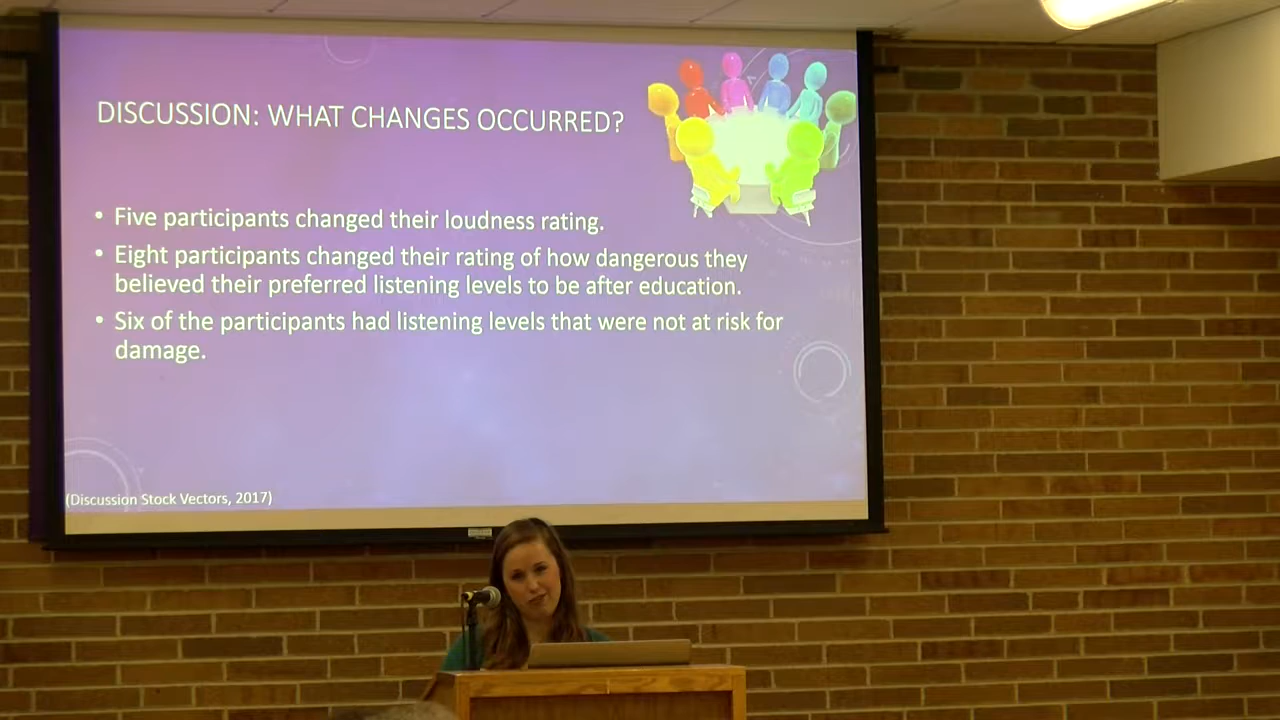 DISCUSSION: WHAT CHANGES OCCURRED?
• Five participants changed their loudness rating.
• Eight participants changed their rating of how dangerous they
believed their preferred listening levels to be after education.
• Six of the participants had listening levels that were not at risk for
damage.
(Discussion Stock Vectors, 2017)